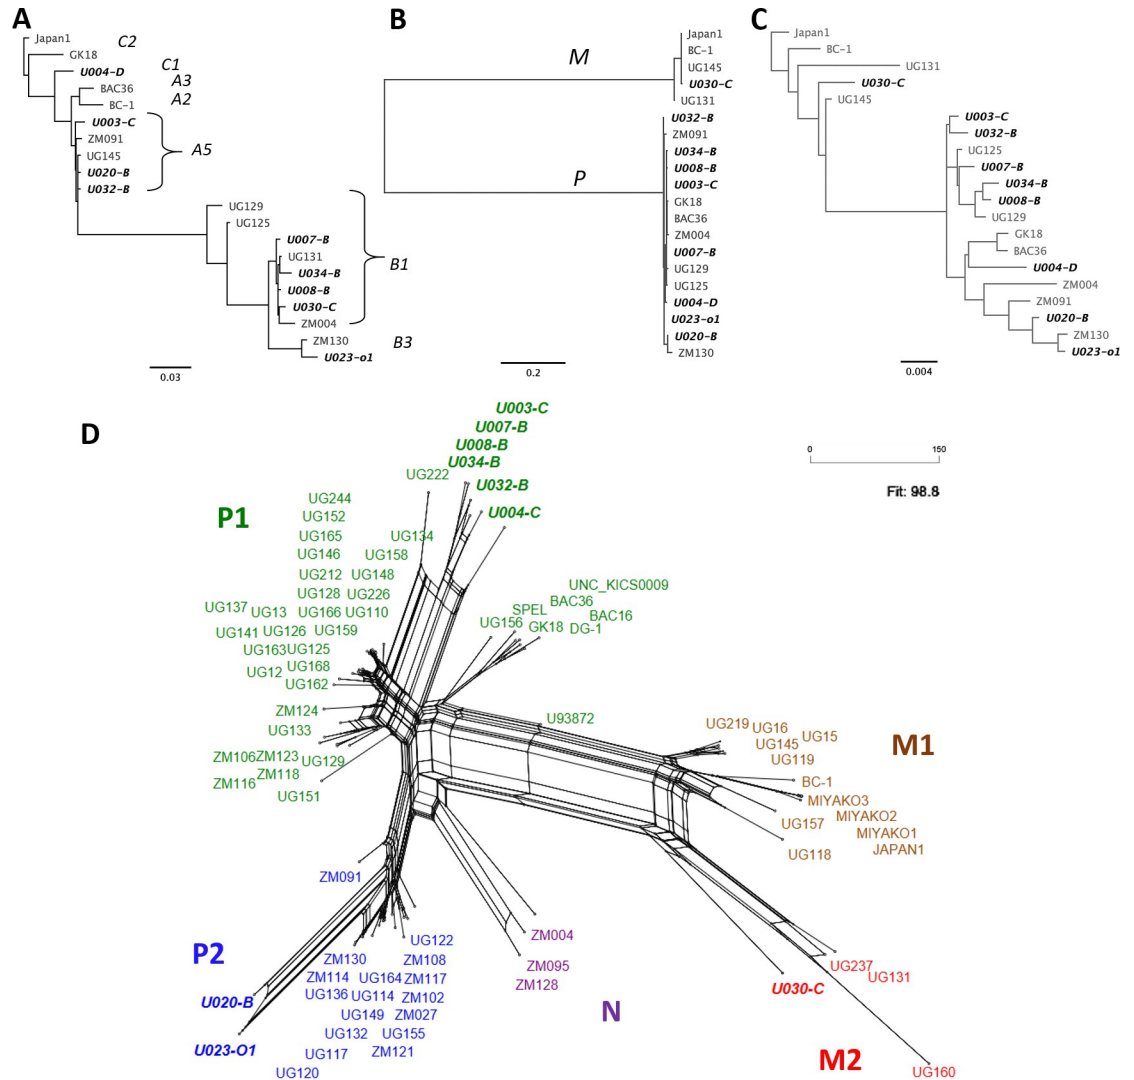 A
B
C
Japan1
C2
GK18
U004-D
C1
BAC36
A3
BC-1
A2
U003-C
ZM091
UG145
A5
U020-B
U032-B
UG129
UG125
U007-B
UG131
B1
U034-B
U008-B
U030-C
ZM004
ZM130
B3
U023-o1
0.03
Japan1
BC-1
M
UG145
U030-C
UG131
U032-B
ZM091
U034-B
U008-B
P
U003-C
GK18
BAC36
ZM004
U007-B
UG129
UG125
U004-D
U023-o1
U020-B
ZM130
0.2
Japan1
BC-1
UG131
U030-C
UG145
U003-C
U032-B
UG125
U007-B
U034-B
U008-B
UG129
GK18
BAC36
U004-D
ZM004
ZM091
U020-B
ZM130
U023-o1
0.004
D
U003-C
U007-B
U008-B
U034-B
U032-B
U004-C
0 150
Fit: 98.8
P1
UG222
UG244
UG152
UG165 UG134
UG146 UG158
UG212 UG148
UG128 UG226
UG137 UG13 UG166 UG110
UG141 UG126 UG159
UG163 UG125
UG12 UG168
UG162
ZM124
UG133
ZM106 ZM123 UG129
ZM116 ZM118
UG151
UNC_KICS0009
BAC36
SPEL BAC16
UG156 GK18 DG-1
U93872
UG219 UG16 UG15
UG145
UG119
M1
BC-1
MIYAKO3
MIYAKO2
UG157 MIYAKO1
UG118 JAPAN1
ZM091
P2
UG122
ZM130 ZM108
ZM114 UG164 ZM117
UG136 UG114 ZM102
UG149 ZM027
UG132 UG155
UG117 ZM121
UG120
U020-B
U023-O1
ZM004
ZM095
ZM128
N
UG237
UG131
U030-C
M2
UG160